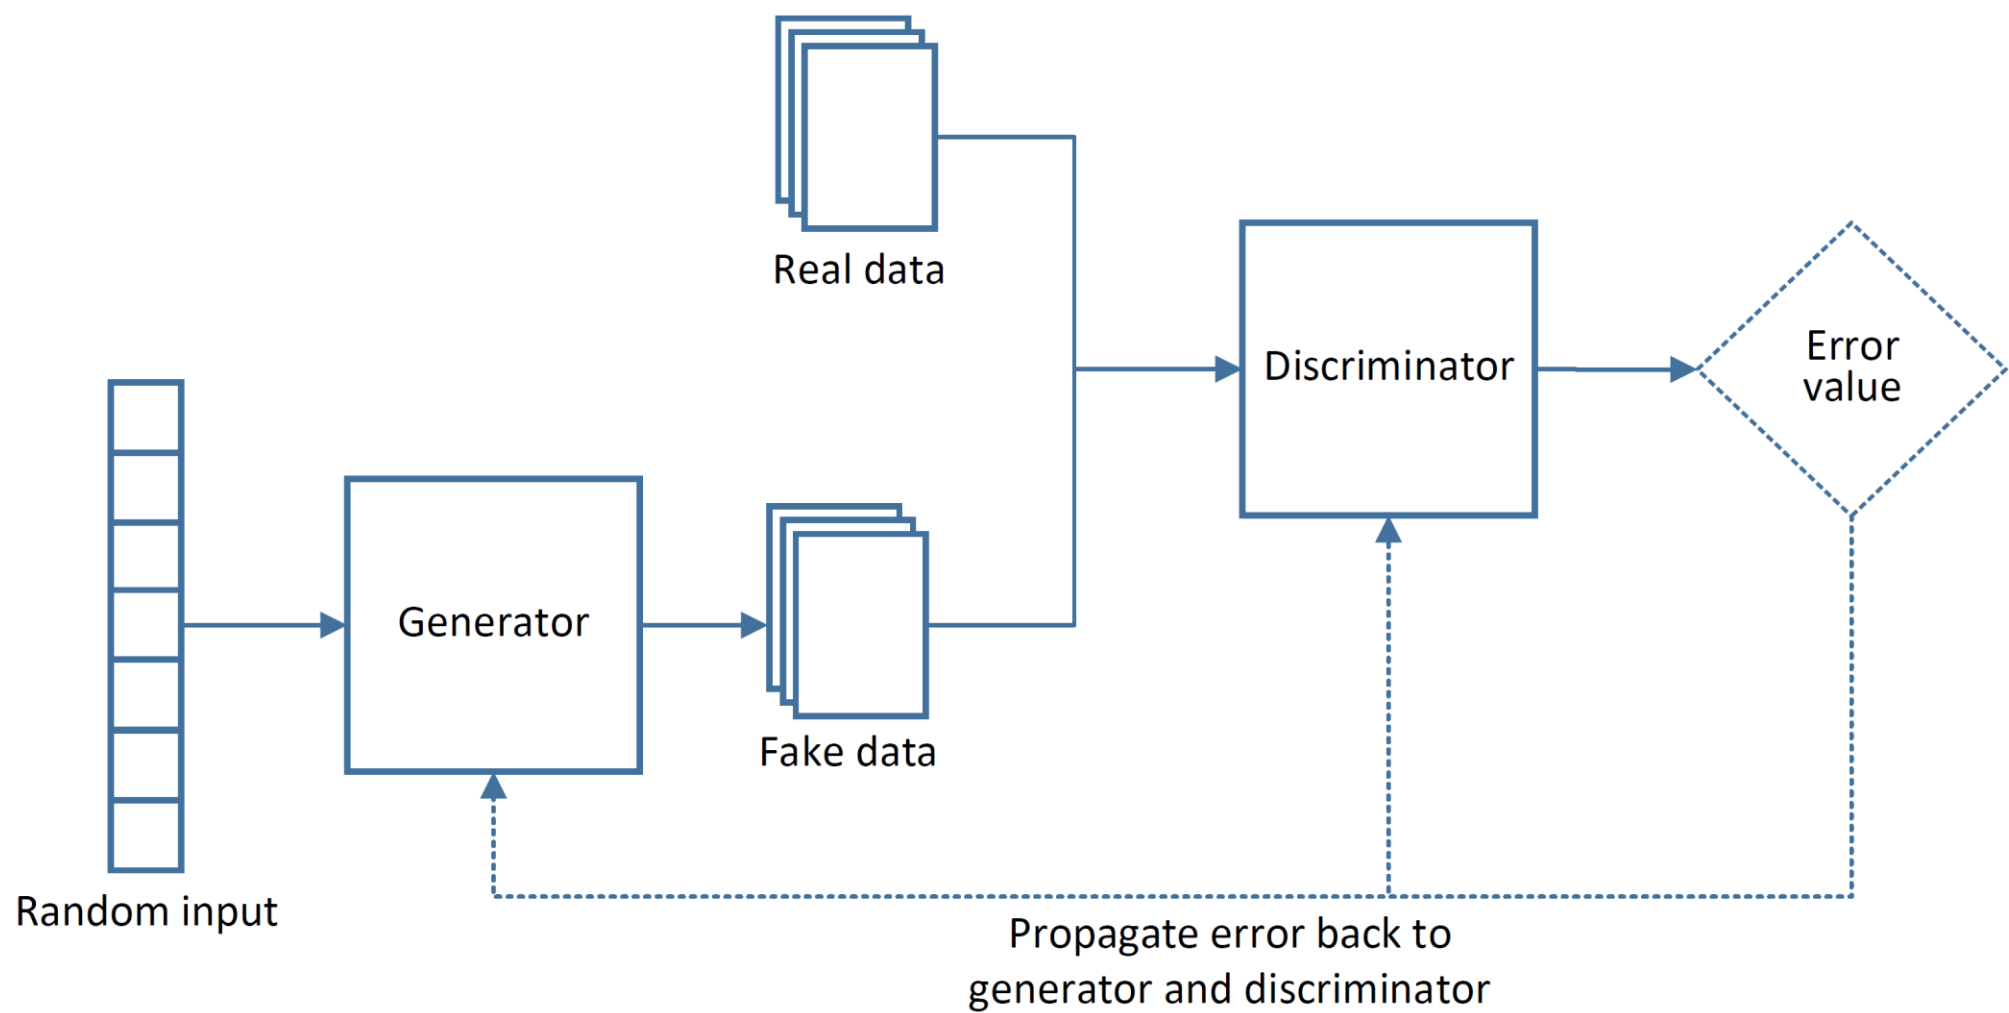 Real data
Discriminator
Error
value
Generator
Fake data
Random input
Propagate error back to
generator and discriminator